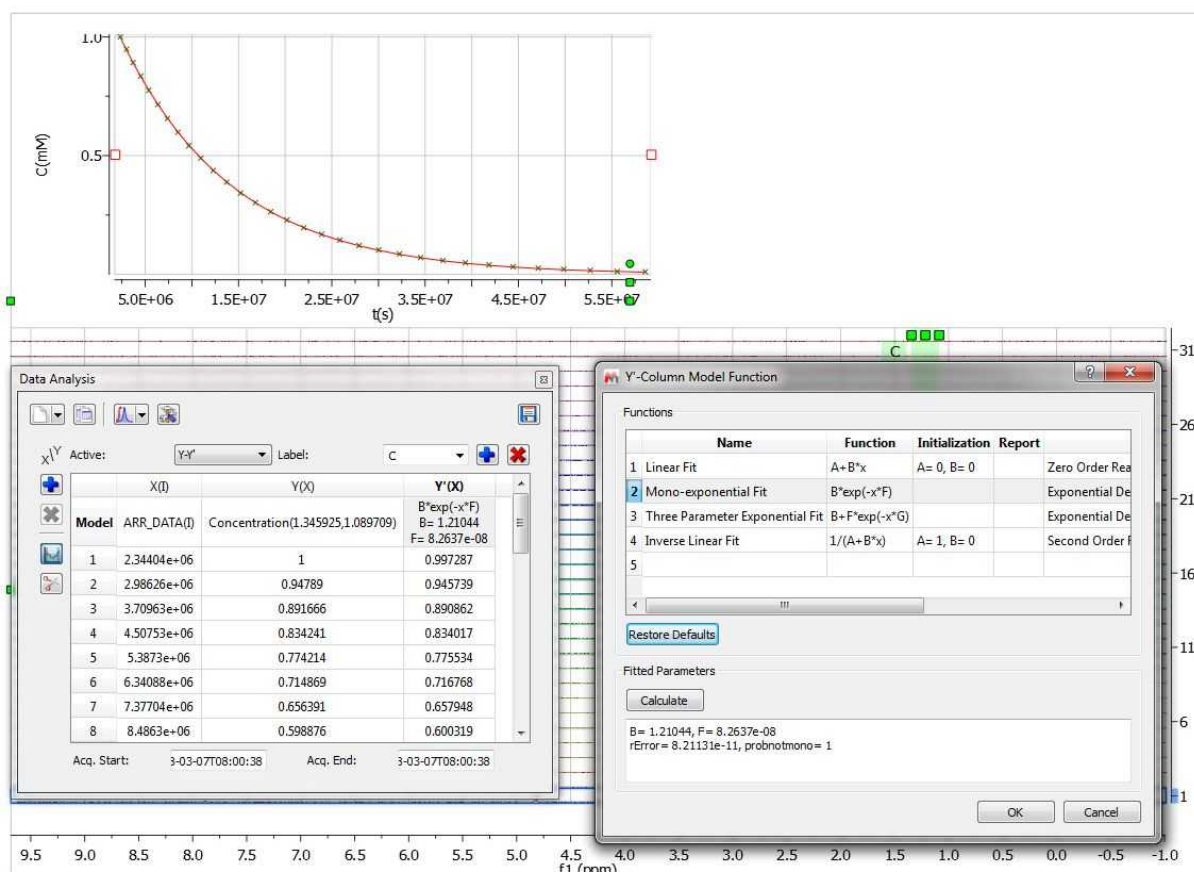 1.0
C(mM)
0.5
5.0E+06 1.5E+07 2.5E+07 3.5E+07 4.5E+07 5.5E+07
t(s)
C
31
26
21
16
11
6
1
Data Analysis
X|Y Active: Y-Y' Label: C
X(I) Y(X) Y'(X)
Model ARR_DATA(I) Concentration(1.345925,1.089709) B*exp(-x*F)
B= 1.21044
F= 8.2637e-08
1 2.34404e+06 1 0.997287
2 2.98626e+06 0.94789 0.945739
3 3.70963e+06 0.891666 0.890862
4 4.50753e+06 0.834241 0.834017
5 5.3873e+06 0.774214 0.775534
6 6.34088e+06 0.714869 0.716768
7 7.37704e+06 0.656391 0.657948
8 8.4863e+06 0.598876 0.600319
Acq. Start: 3-03-07T08:00:38 Acq. End: 3-03-07T08:00:38
Y'-Column Model Function
Functions
Name Function Initialization Report
1 Linear Fit A+B*x A= 0, B= 0 Zero Order Rea
2 Mono-exponential Fit B*exp(-x*F) Exponential De
3 Three Parameter Exponential Fit B+F*exp(-x*G) Exponential De
4 Inverse Linear Fit 1/(A+B*x) A= 1, B= 0 Second Order F
5
Restore Defaults
Fitted Parameters
Calculate
B= 1.21044, F= 8.2637e-08
rError= 8.21131e-11, probnotmono= 1
OK Cancel
9.5 9.0 8.5 8.0 7.5 7.0 6.5 6.0 5.5 5.0 4.5 4.0 3.5 3.0 2.5 2.0 1.5 1.0 0.5 0.0 -0.5 -1.0
f1 (ppm)